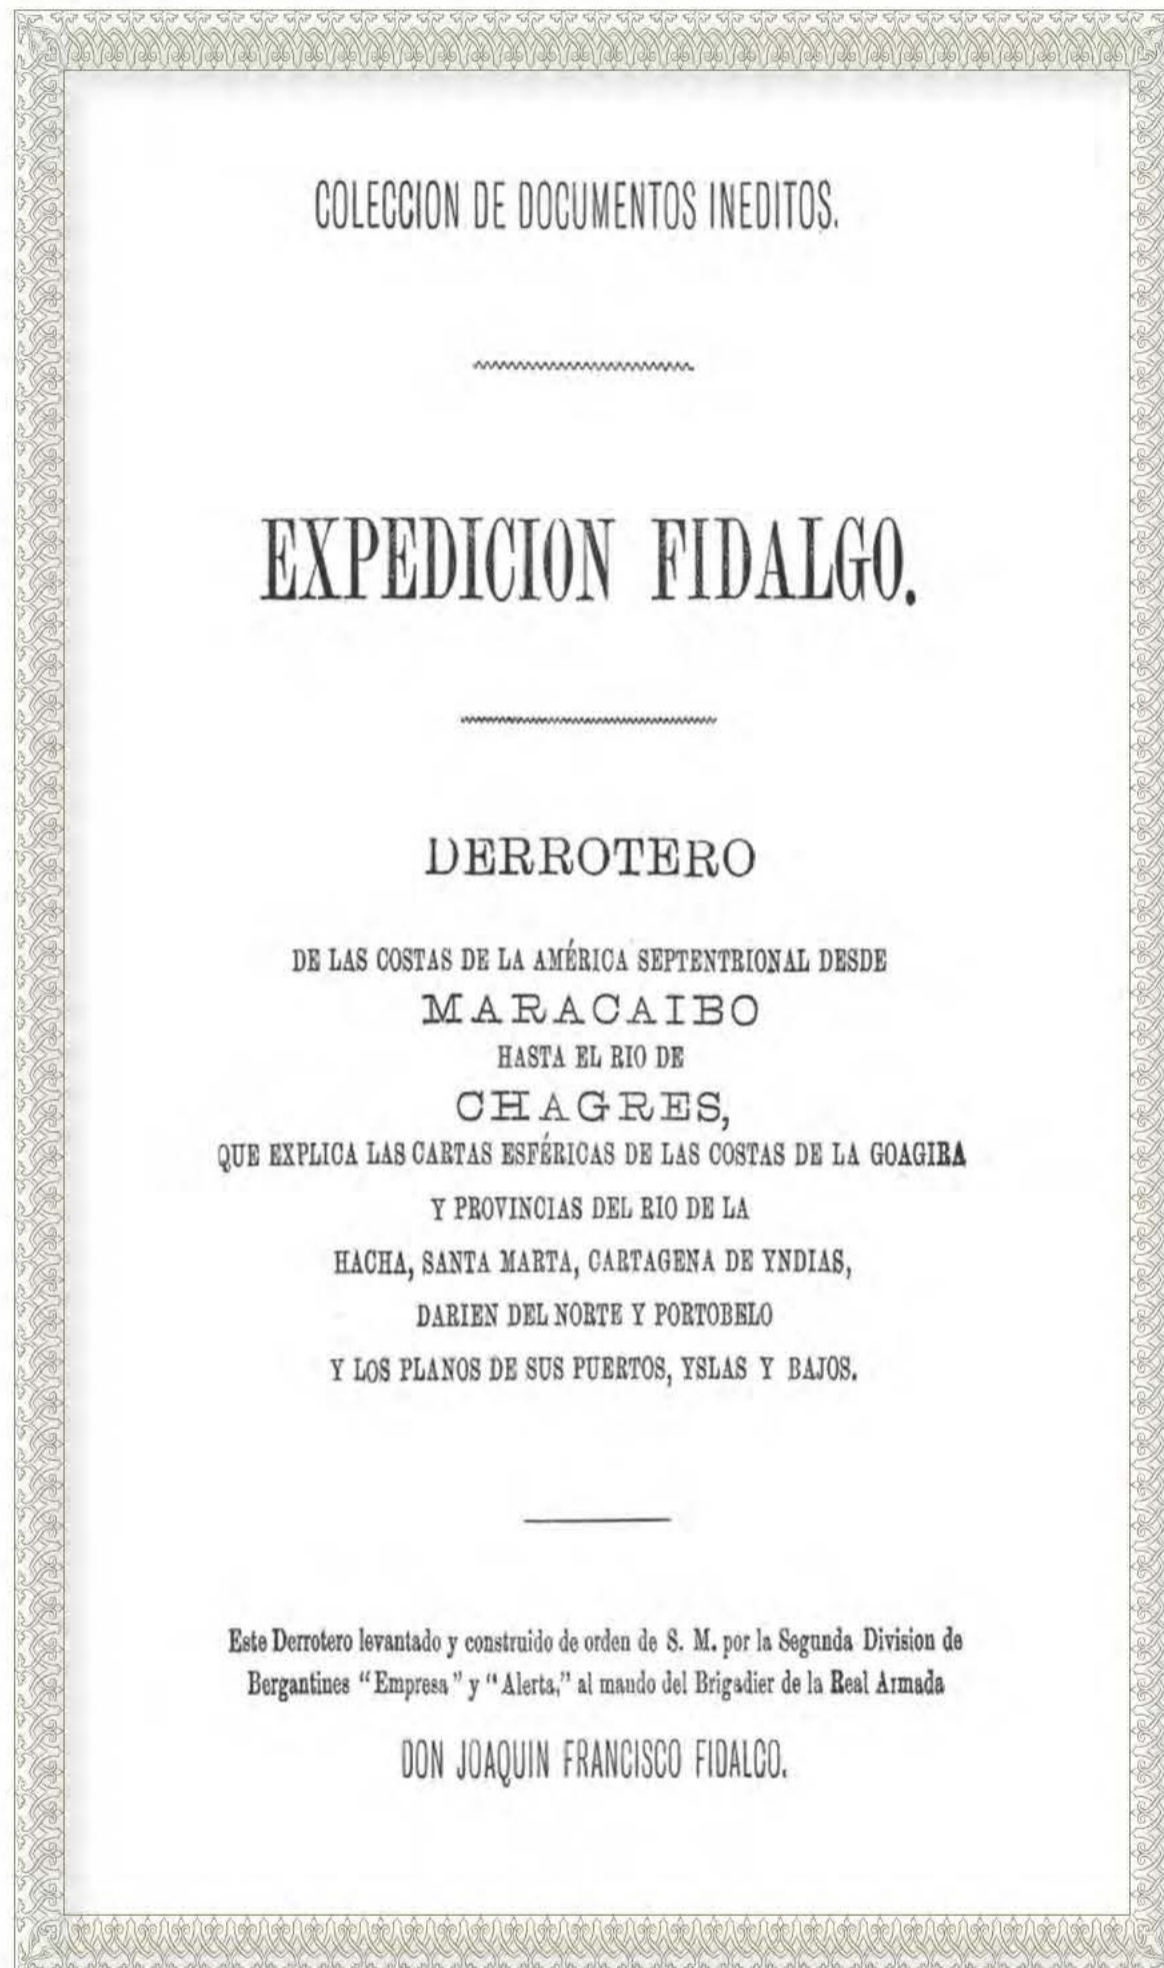 COLECCION DE DOCUMENTOS INEDITOS.
EXPEDICION FIDALGO.
DERROTERO
DE LAS COSTAS DE LA AMÉRICA SEPTENTRIONAL DESDE
MARACAIBO
HASTA EL RIO DE
CHAGRES,
QUE EXPLICA LAS CARTAS ESFÉRICAS DE LAS COSTAS DE LA GOAGIRA
Y PROVINCIAS DEL RIO DE LA
HACHA, SANTA MARTA, CARTAGENA DE YNDIAS,
DARIEN DEL NORTE Y PORTOBELO
Y LOS PLANOS DE SUS PUERTOS, YSLAS Y BAJOS.
Este Derrotero levantado y construido de orden de S. M. por la Segunda Division de
Bergantines "Empresa" y "Alerta," al mando del Brigadier de la Real Armada
DON JOAQUIN FRANCISCO FIDALGO.